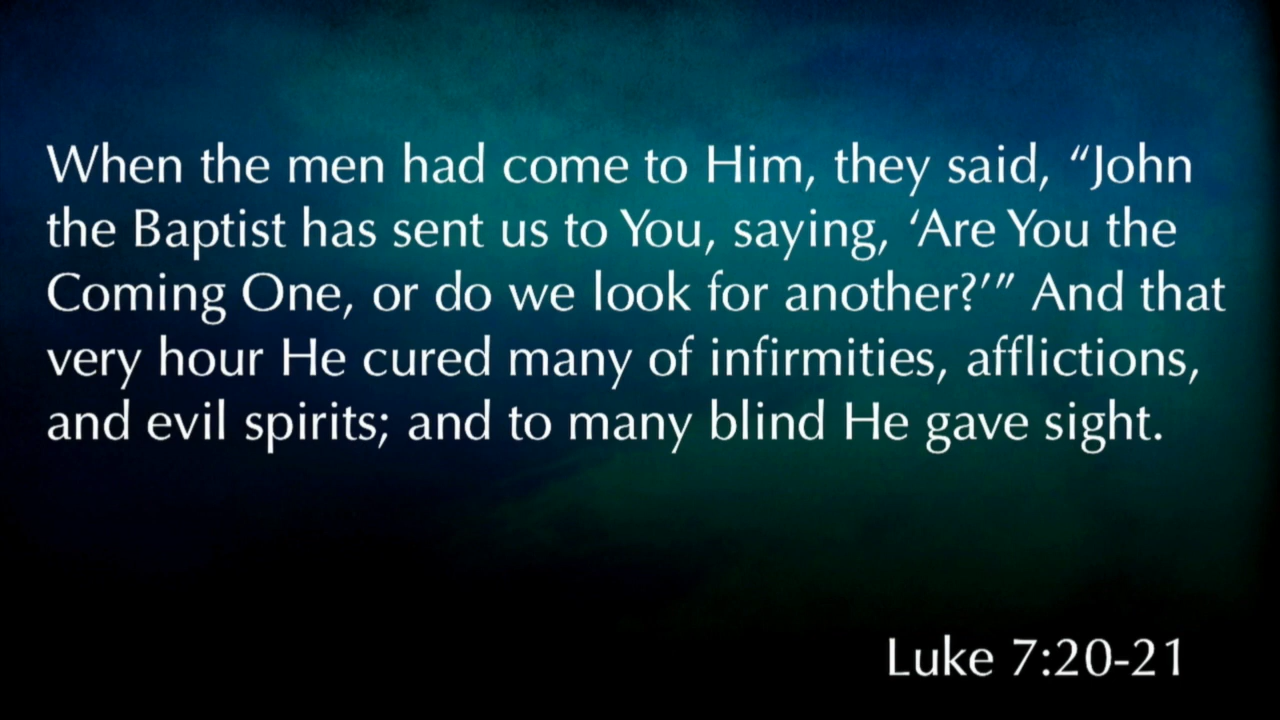 When the men had come to Him, they said, “John
the Baptist has sent us to You, saying, ‘Are You the
Coming One, or do we look for another?’” And that
very hour He cured many of infirmities, afflictions,
and evil spirits; and to many blind He gave sight.
Luke 7:20-21